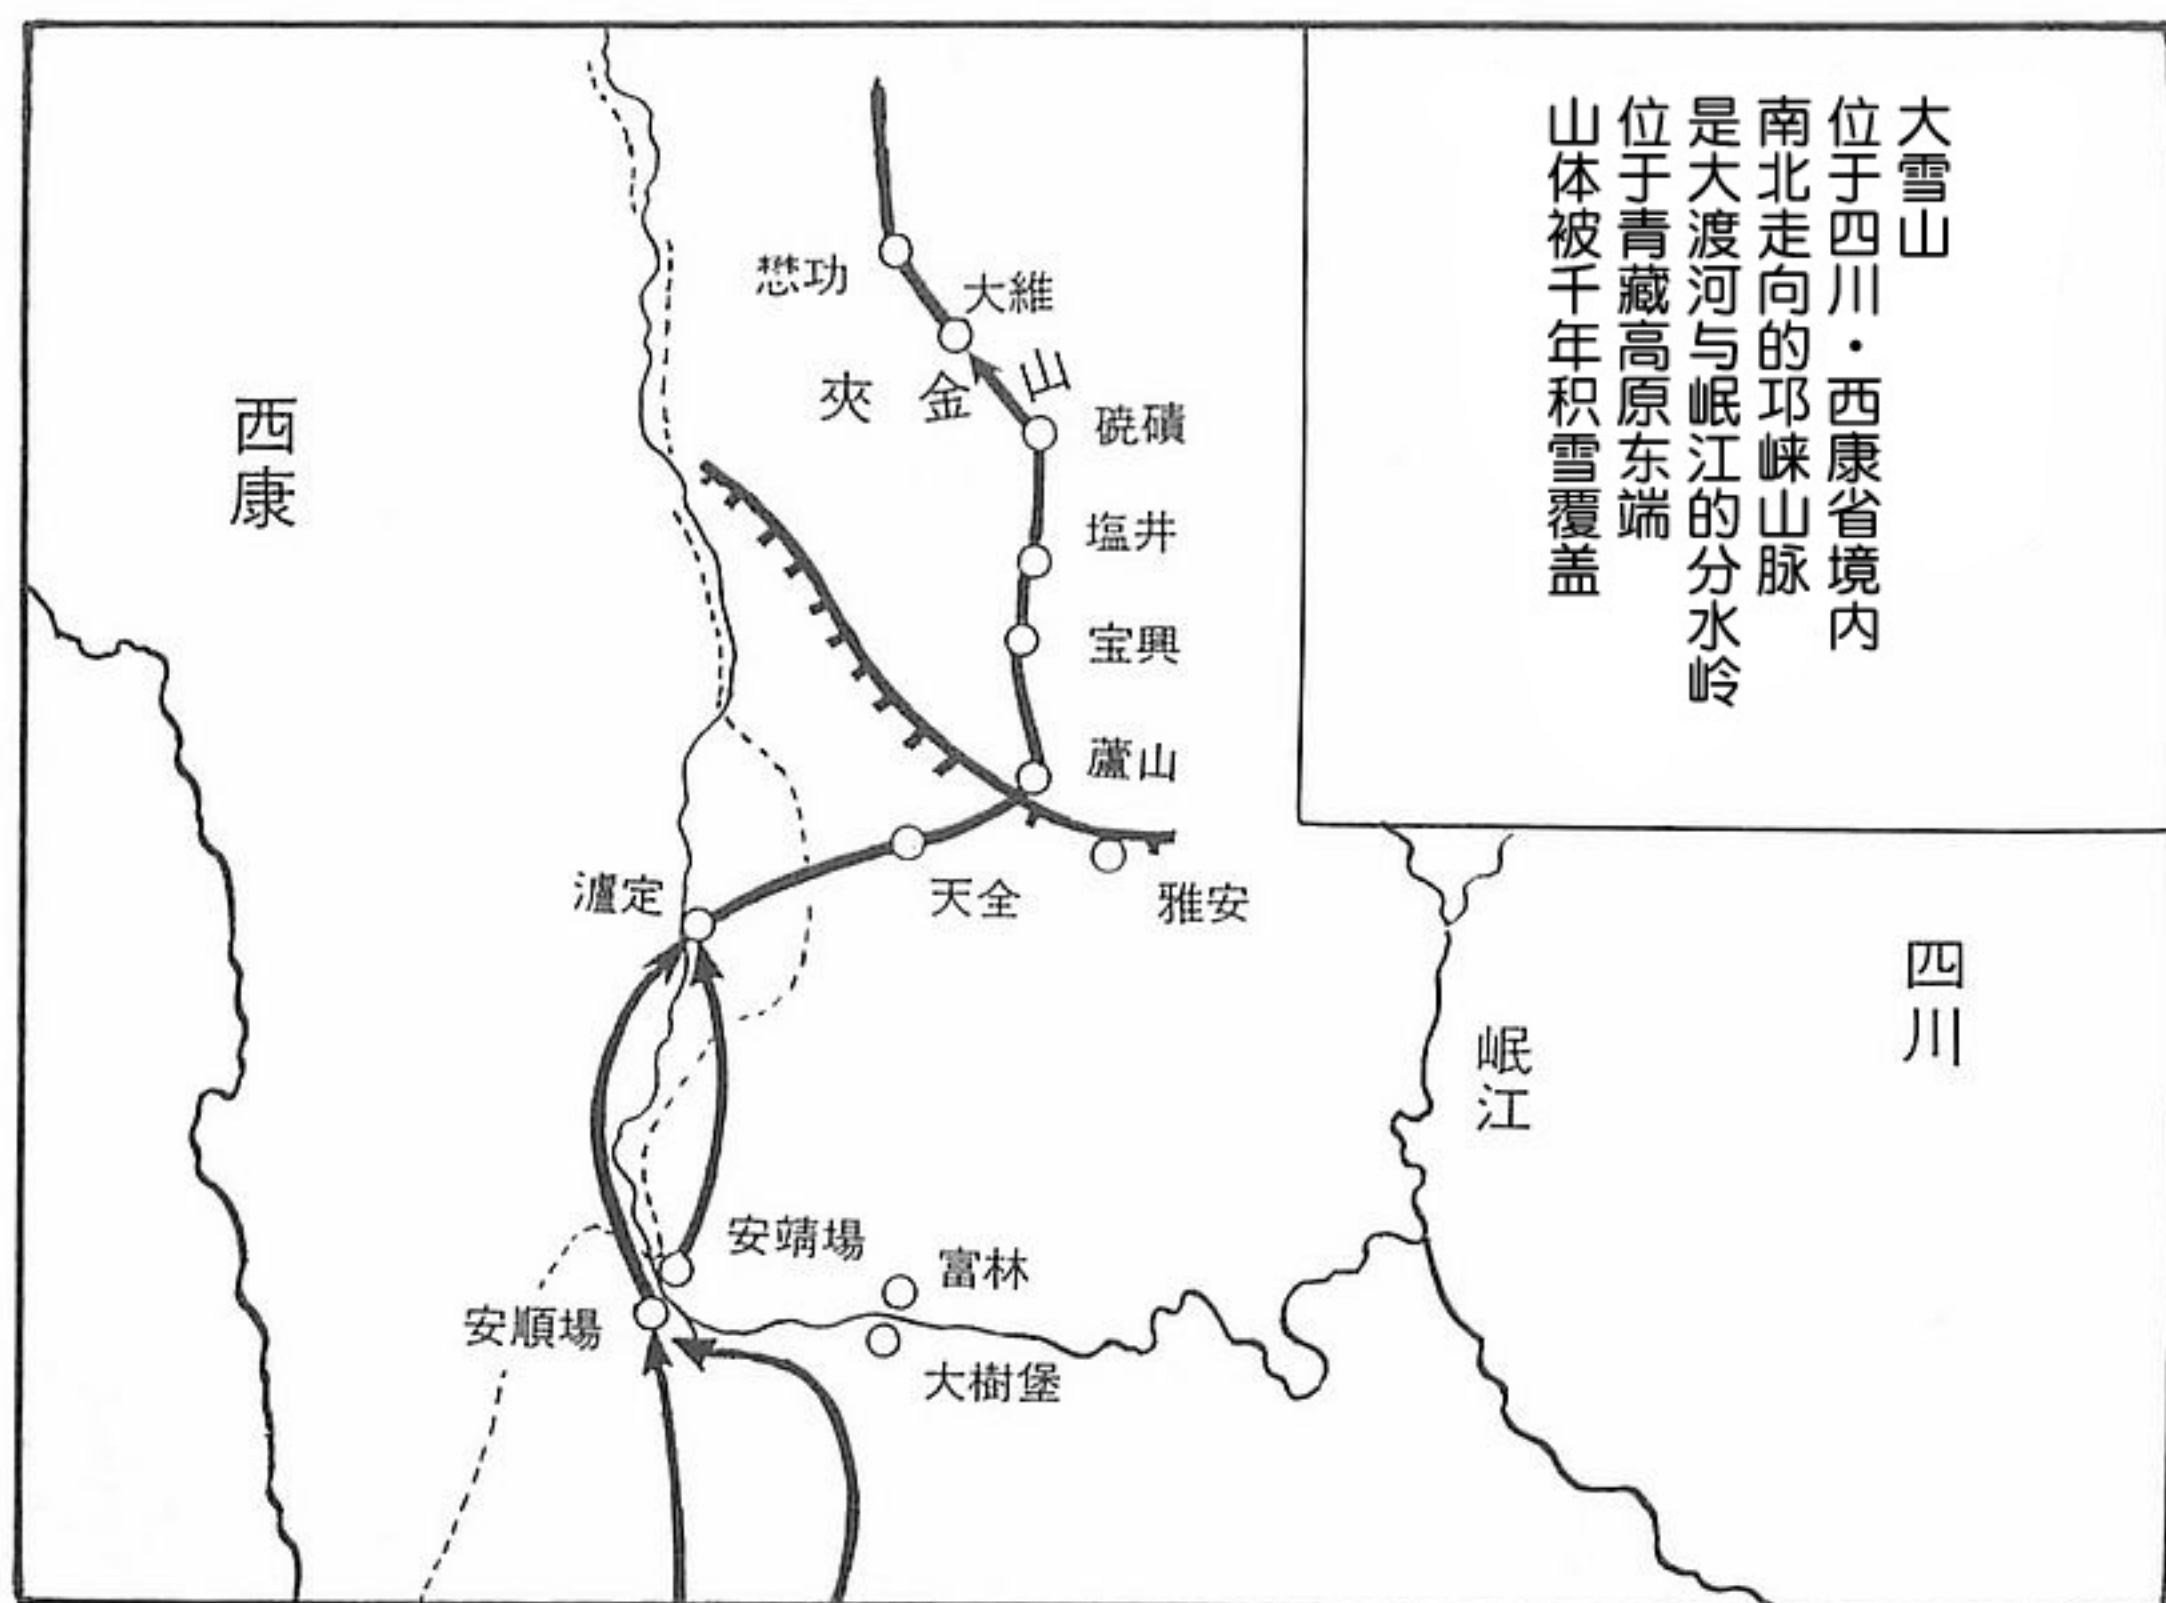 大雪山
位于四川·西康省境内
南北走向的邛崃山脉
是大渡河与岷江的分水岭
位于青藏高原东端
山体被千年积雪覆盖
西康
懋功
大維
夾金山
硗磧
塩井
宝興
蘆山
瀘定
天全
雅安
四川
岷江
安靖場
富林
安順場
大樹堡